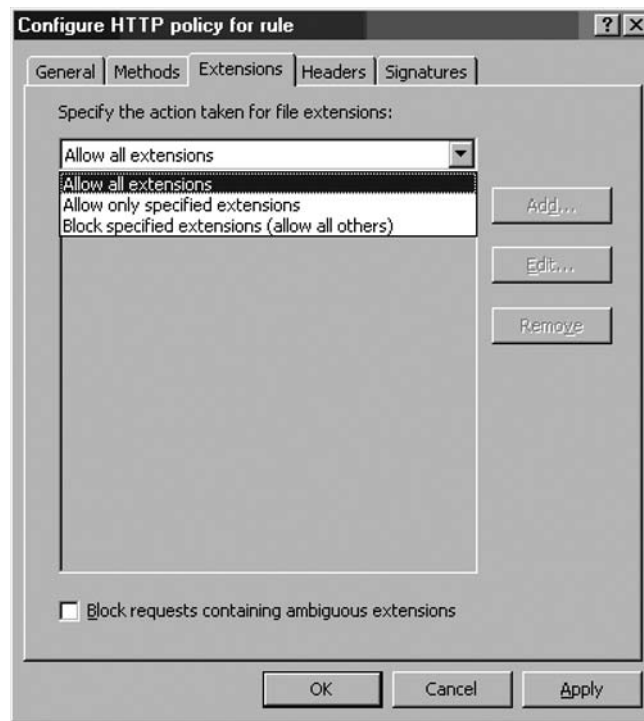 Configure HTTP policy for rule
General Methods Extensions Headers Signatures
Specify the action taken for file extensions:
Allow all extensions
Allow all extensions
Allow only specified extensions
Block specified extensions (allow all others)
Add...
Edit...
Remove
Block requests containing ambiguous extensions
OK Cancel Apply